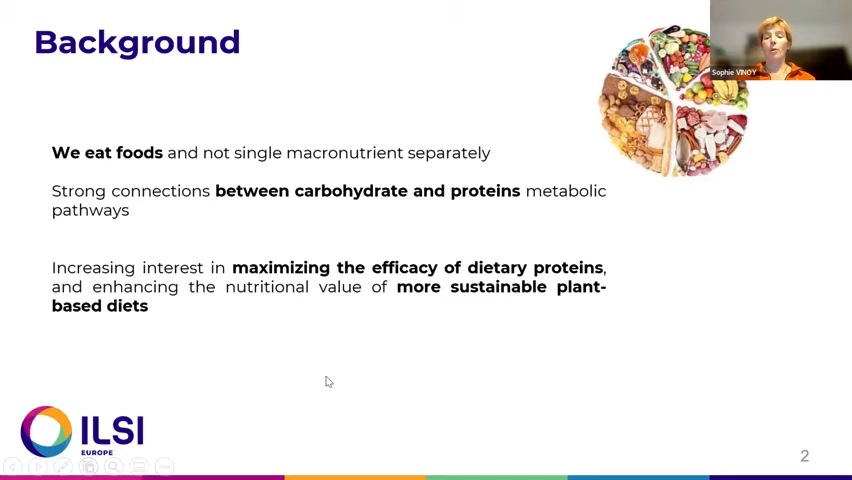 Background
Sophie VINOY
We eat foods and not single macronutrient separately
Strong connections between carbohydrate and proteins metabolic
pathways
Increasing interest in maximizing the efficacy of dietary proteins,
and enhancing the nutritional value of more sustainable plant-
based diets
ILSI
EUROPE
2